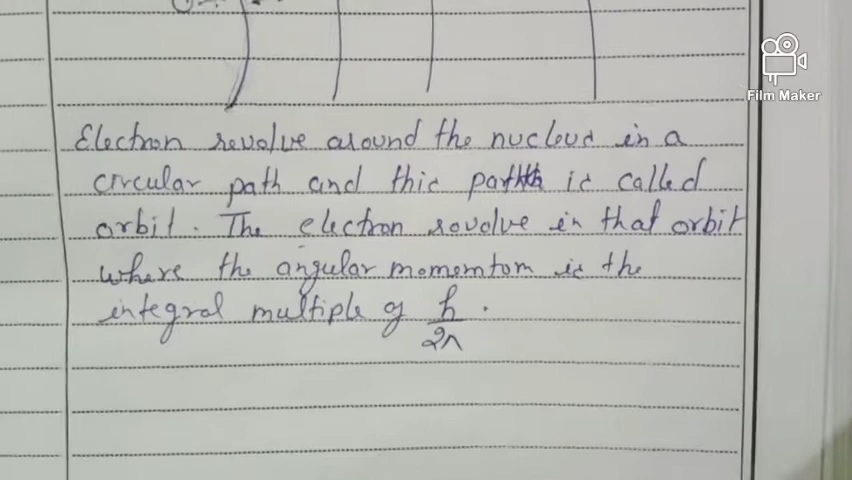 Film Maker
Electron revolve around the nucleus in a
circular path and this path is called
orbit. The electron revolve in that orbit
where the angular momemtom is the
integral multiple of h/2π.